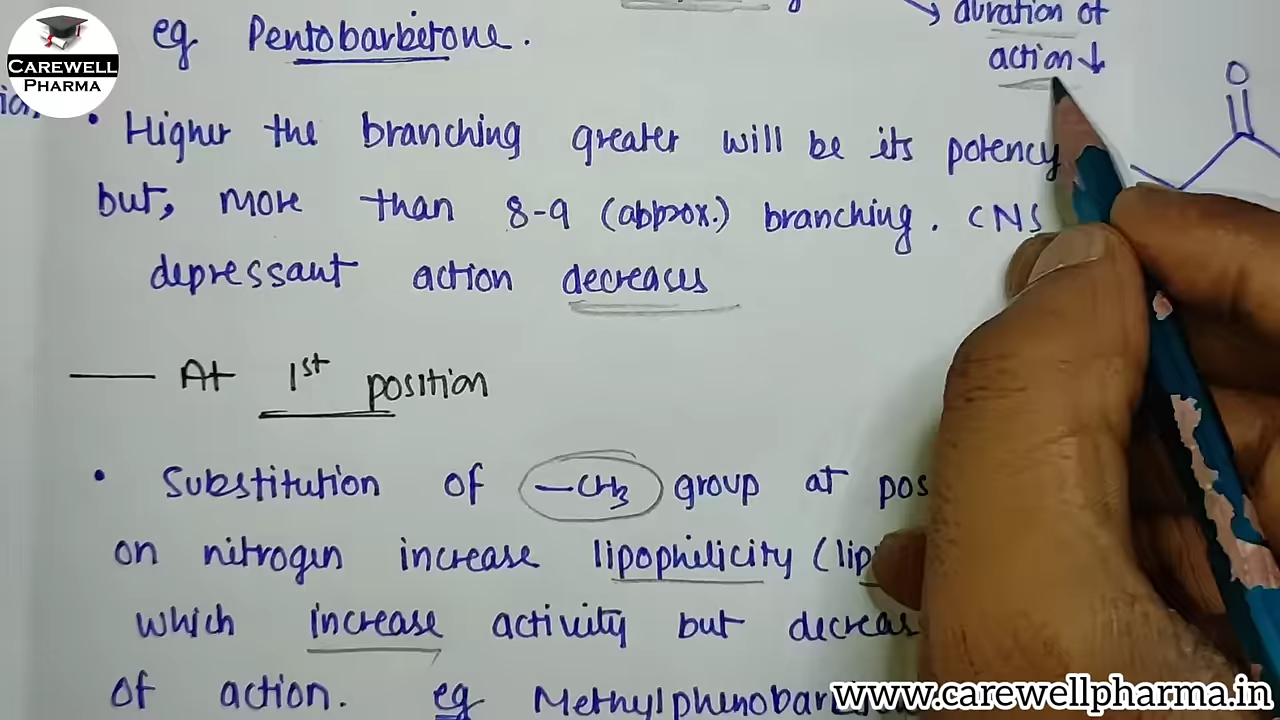 duration of
eg Pentobarbitone.
action ↓
CAREWELL
PHARMA
O
• Higher the branching greater will be its potency
but, more than 8-9 (approx.) branching. CNS
depressant action decreases
— At 1st position
• Substitution of —CH3 group at pos
on nitrogen increase lipophilicity (lip
which increase activity but decreas
of action. eg Methylphenobar
www.carewellpharma.in